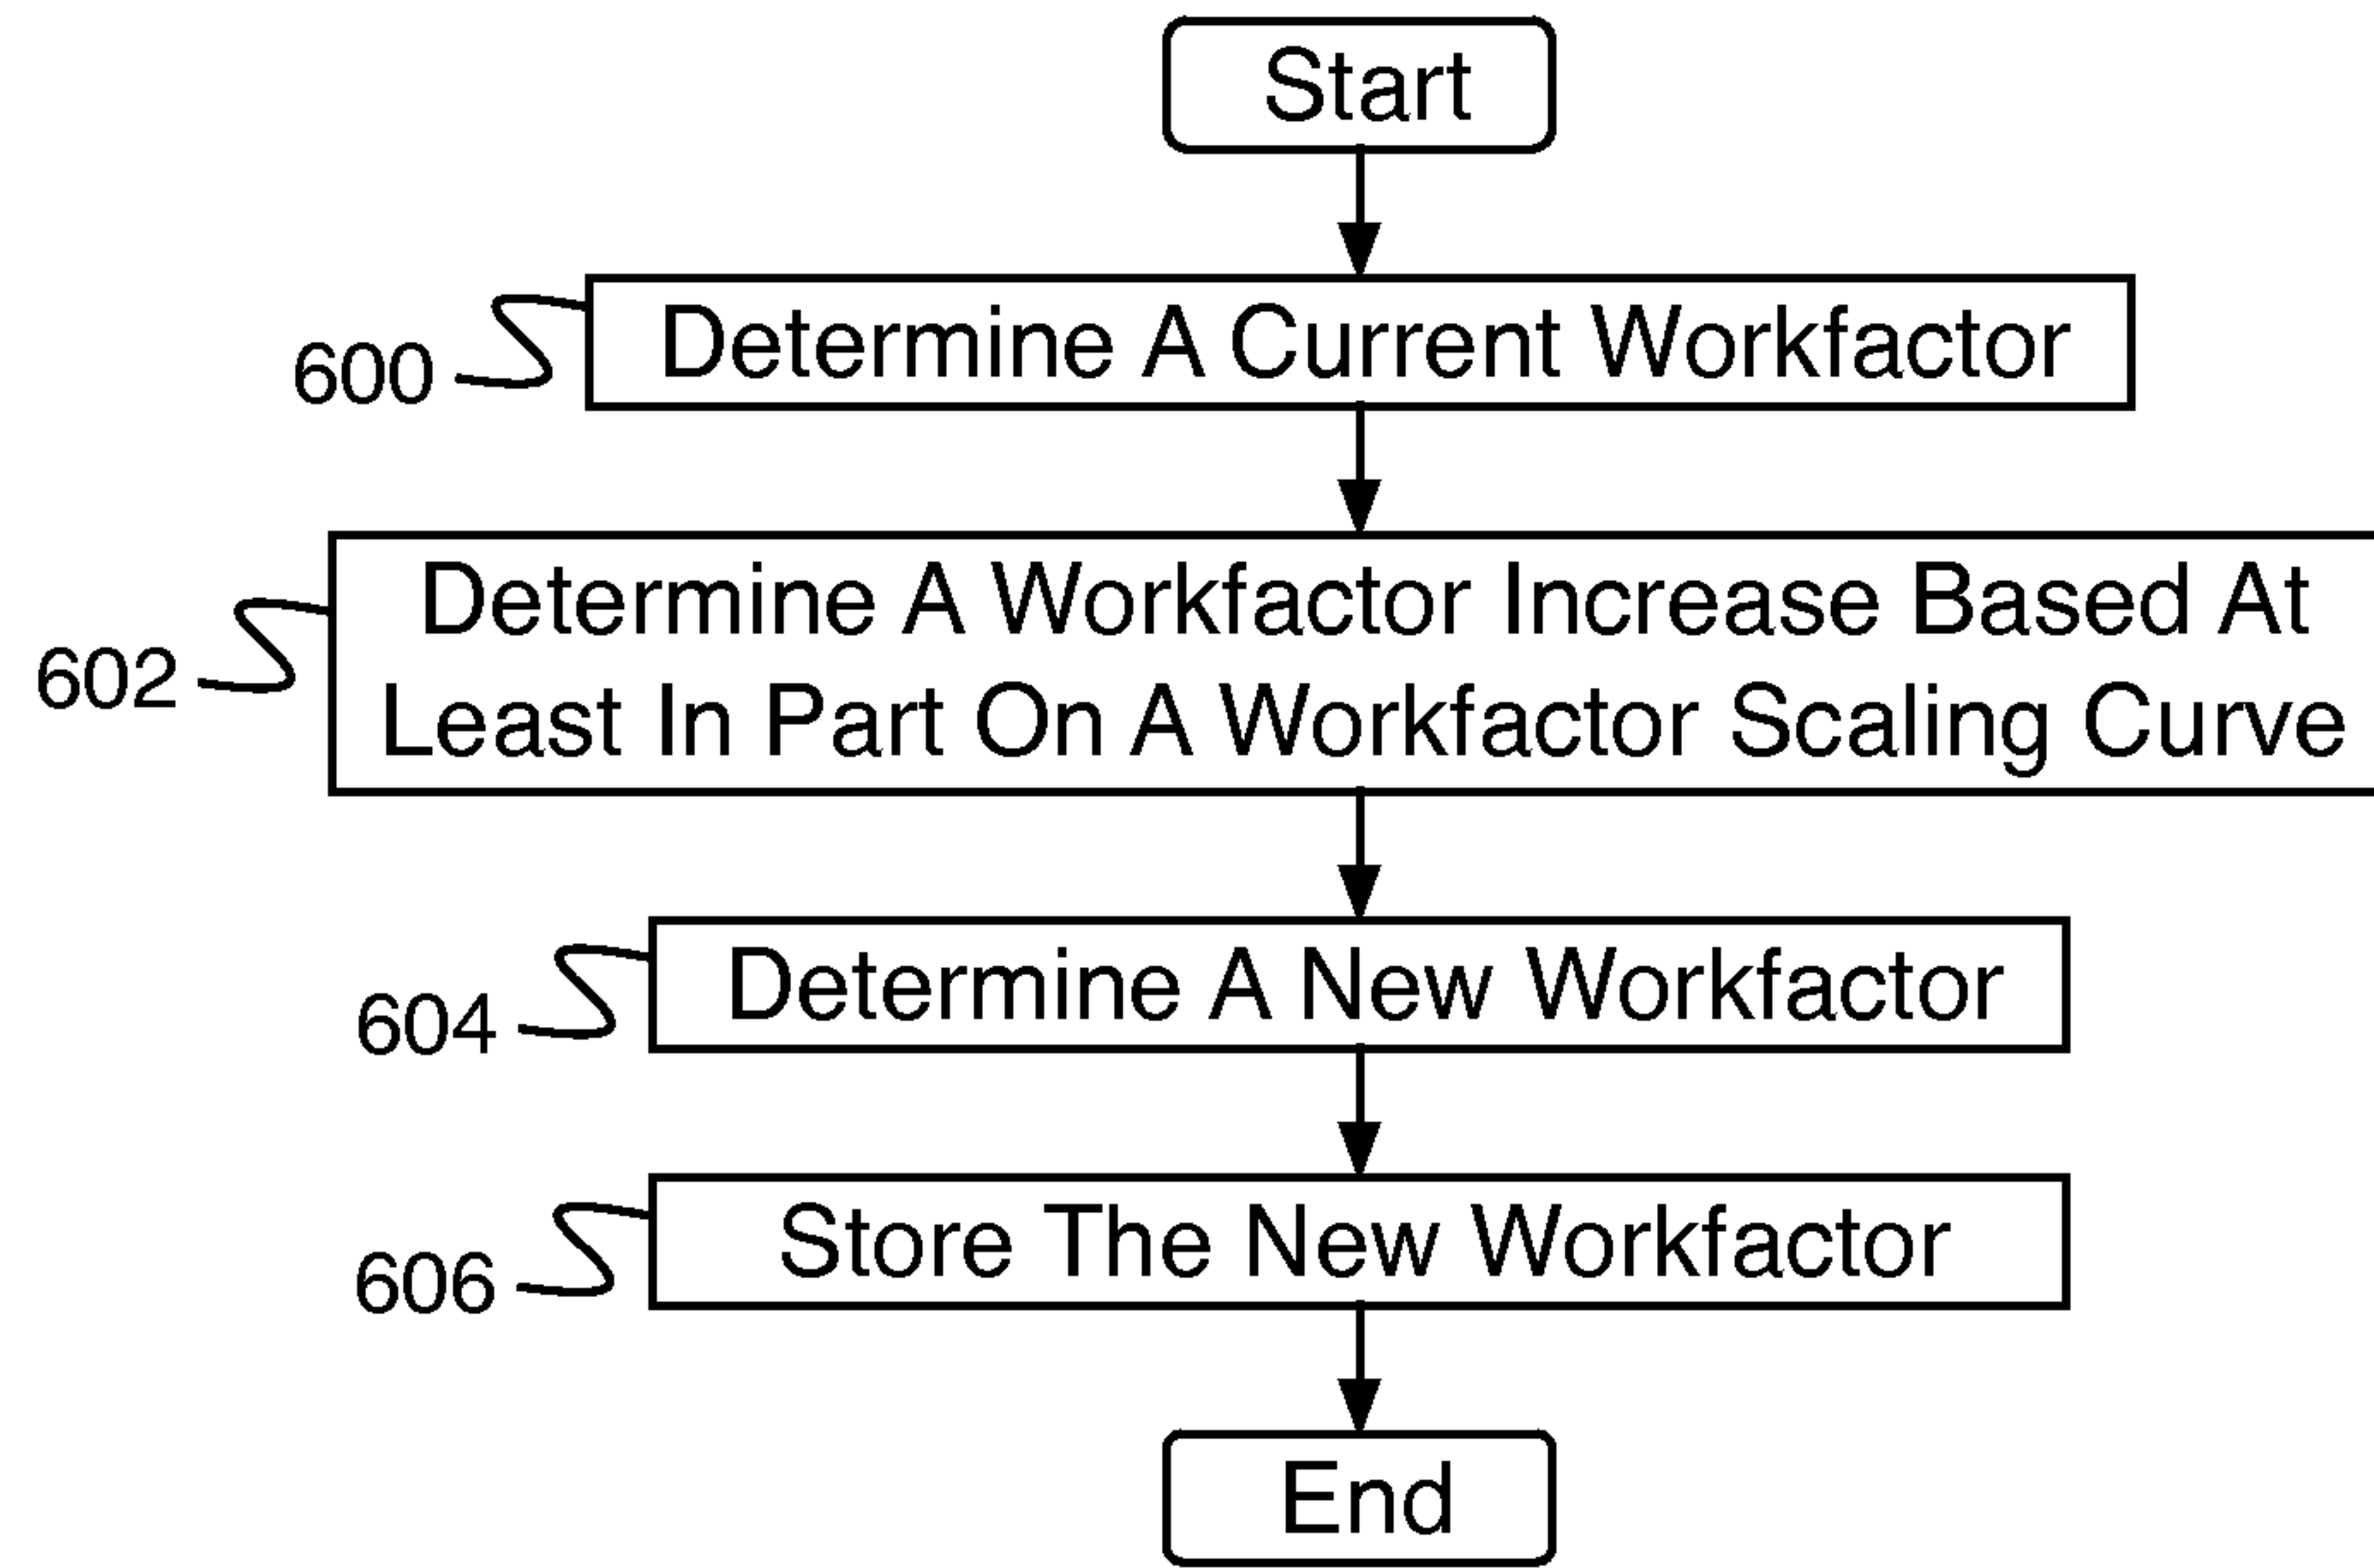 Start
600
Determine A Current Workfactor
602
Determine A Workfactor Increase Based At
Least In Part On A Workfactor Scaling Curve
604
Determine A New Workfactor
606
Store The New Workfactor
End